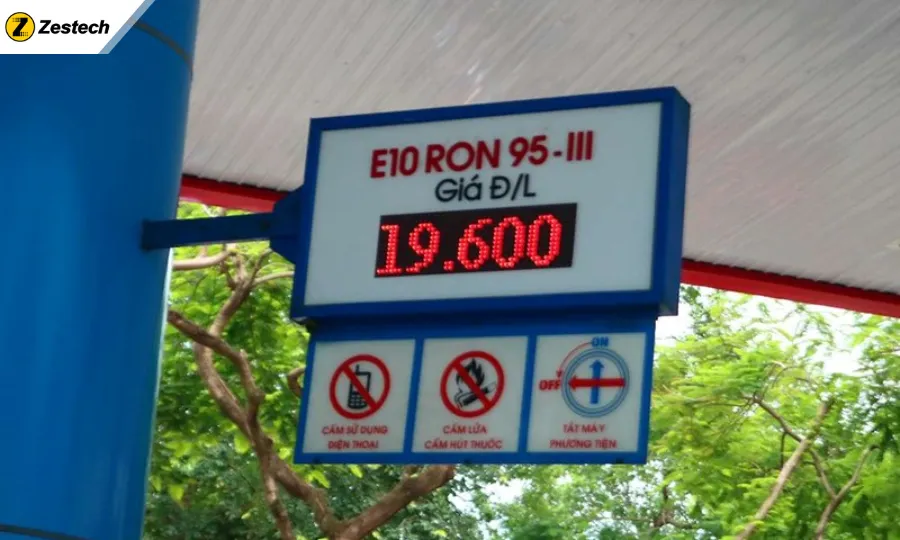 Zestech
E10 RON 95-III
Giá Đ/L
19.600
CẤM SỬ DỤNG
ĐIỆN THOẠI
CẤM LỬA
CẤM HÚT THUỐC
ON
OFF
TẮT MÁY
PHƯƠNG TIỆN